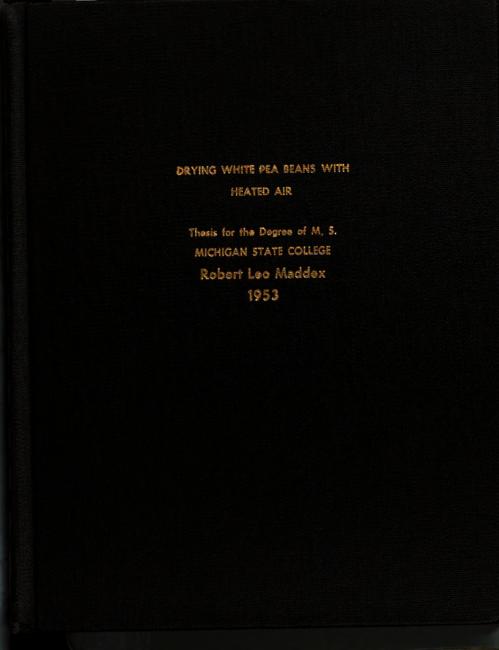 DRYING WHITE PEA BEANS WITH
HEATED AIR
Thesis for the Degree of M. S.
MICHIGAN STATE COLLEGE
Robert Leo Maddex
1953